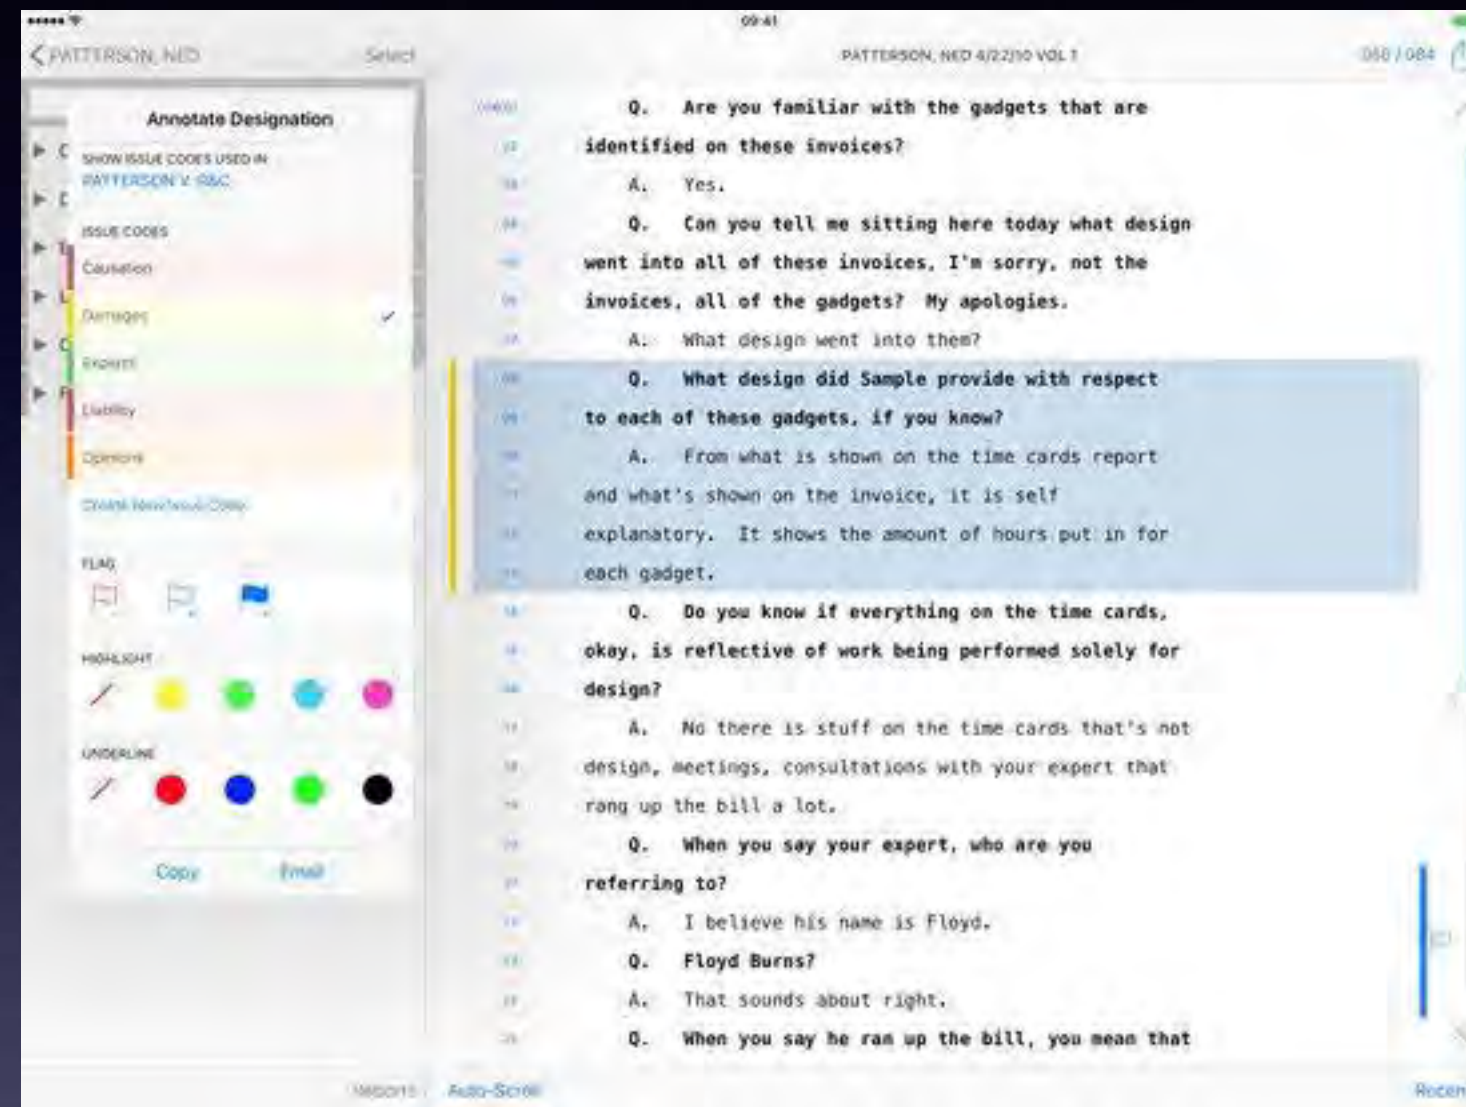 09:41
PATTERSON, NED
Select
PATTERSON, NED 4/22/10 VOL 1
068 / 084
Annotate Designation
SHOW ISSUE CODES USED IN
PATTERSON V. R&C
ISSUE CODES
Causation
Damages
Experts
Liability
Opinions
Create New Issue Code
FLAG
HIGHLIGHT
UNDERLINE
Copy
Email
Q. Are you familiar with the gadgets that are
identified on these invoices?
A. Yes.
Q. Can you tell me sitting here today what design
went into all of these invoices, I'm sorry, not the
invoices, all of the gadgets? My apologies.
A. What design went into them?
Q. What design did Sample provide with respect
to each of these gadgets, if you know?
A. From what is shown on the time cards report
and what's shown on the invoice, it is self
explanatory. It shows the amount of hours put in for
each gadget.
Q. Do you know if everything on the time cards,
okay, is reflective of work being performed solely for
design?
A. No there is stuff on the time cards that's not
design, meetings, consultations with your expert that
rang up the bill a lot.
Q. When you say your expert, who are you
referring to?
A. I believe his name is Floyd.
Q. Floyd Burns?
A. That sounds about right.
Q. When you say he ran up the bill, you mean that
Reports
Auto-Scroll
Recen